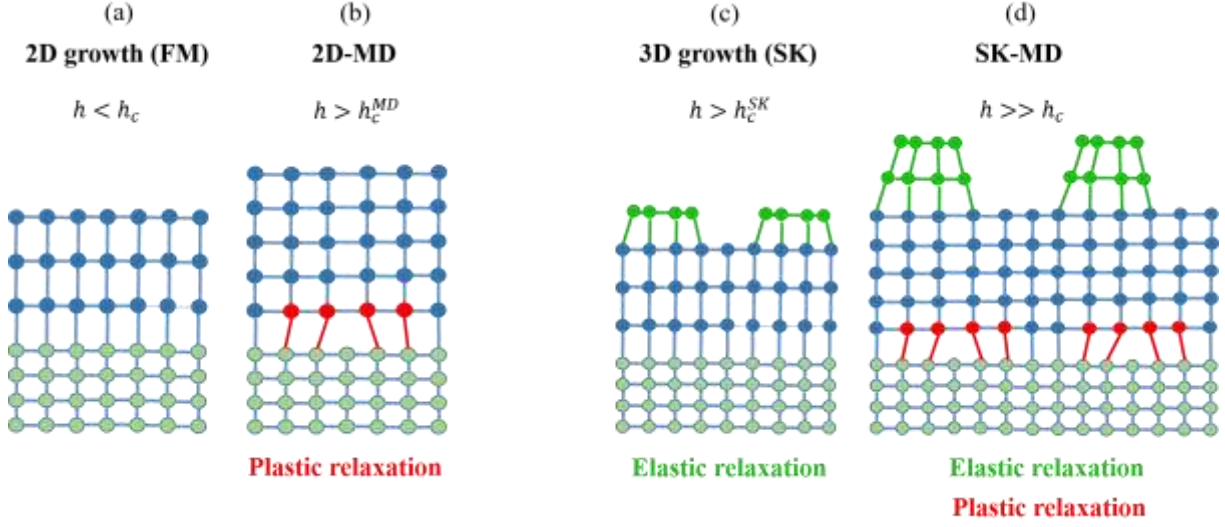 (a)
(b)
(c)
(d)
2D growth (FM)
2D-MD
3D growth (SK)
SK-MD
h < h_c
h > h_c^{MD}
h > h_c^{SK}
h >> h_c
Plastic relaxation
Elastic relaxation
Elastic relaxation
Plastic relaxation